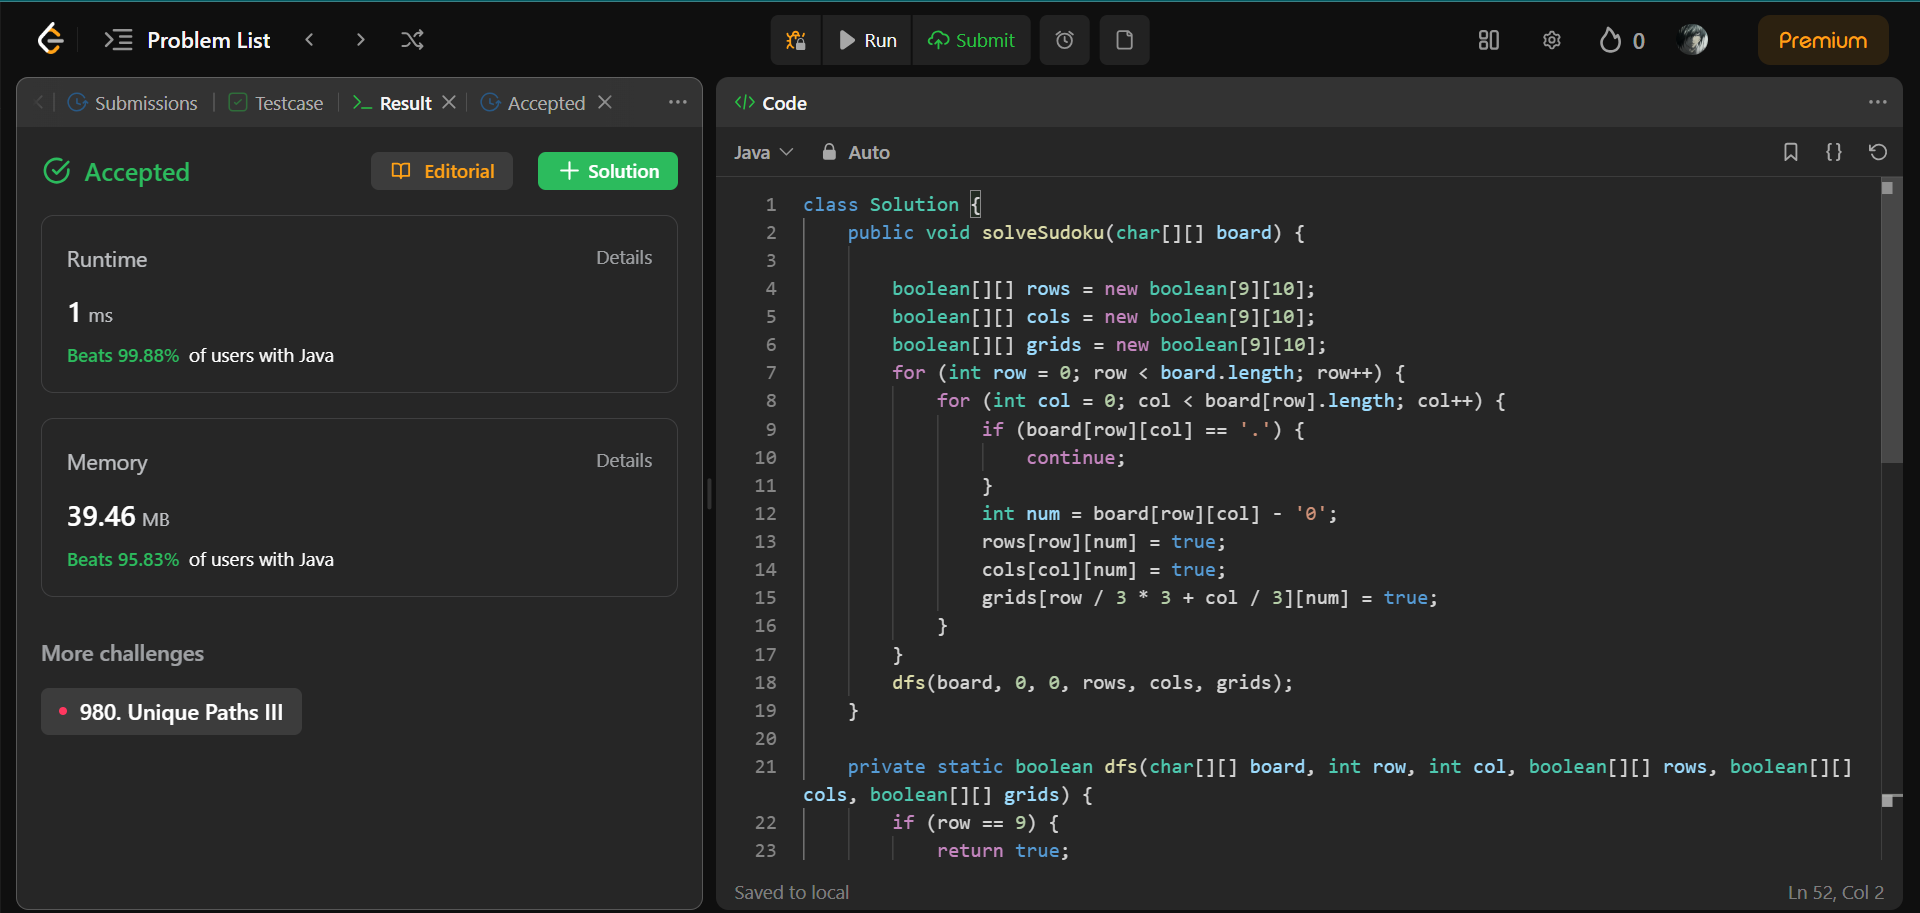 Problem List
Run
Submit
0
Premium
Submissions
Testcase
Result
Accepted
Accepted
Editorial
Solution
Runtime
Details
1 ms
Beats 99.88% of users with Java
Memory
Details
39.46 MB
Beats 95.83% of users with Java
More challenges
980. Unique Paths III
</> Code
Java
Auto
{}
1 class Solution {
2     public void solveSudoku(char[][] board) {
3
4         boolean[][] rows = new boolean[9][10];
5         boolean[][] cols = new boolean[9][10];
6         boolean[][] grids = new boolean[9][10];
7         for (int row = 0; row < board.length; row++) {
8             for (int col = 0; col < board[row].length; col++) {
9                 if (board[row][col] == '.') {
10                     continue;
11                 }
12                 int num = board[row][col] - '0';
13                 rows[row][num] = true;
14                 cols[col][num] = true;
15                 grids[row / 3 * 3 + col / 3][num] = true;
16             }
17         }
18         dfs(board, 0, 0, rows, cols, grids);
19     }
20
21     private static boolean dfs(char[][] board, int row, int col, boolean[][] rows, boolean[][]
cols, boolean[][] grids) {
22         if (row == 9) {
23             return true;
Saved to local
Ln 52, Col 2